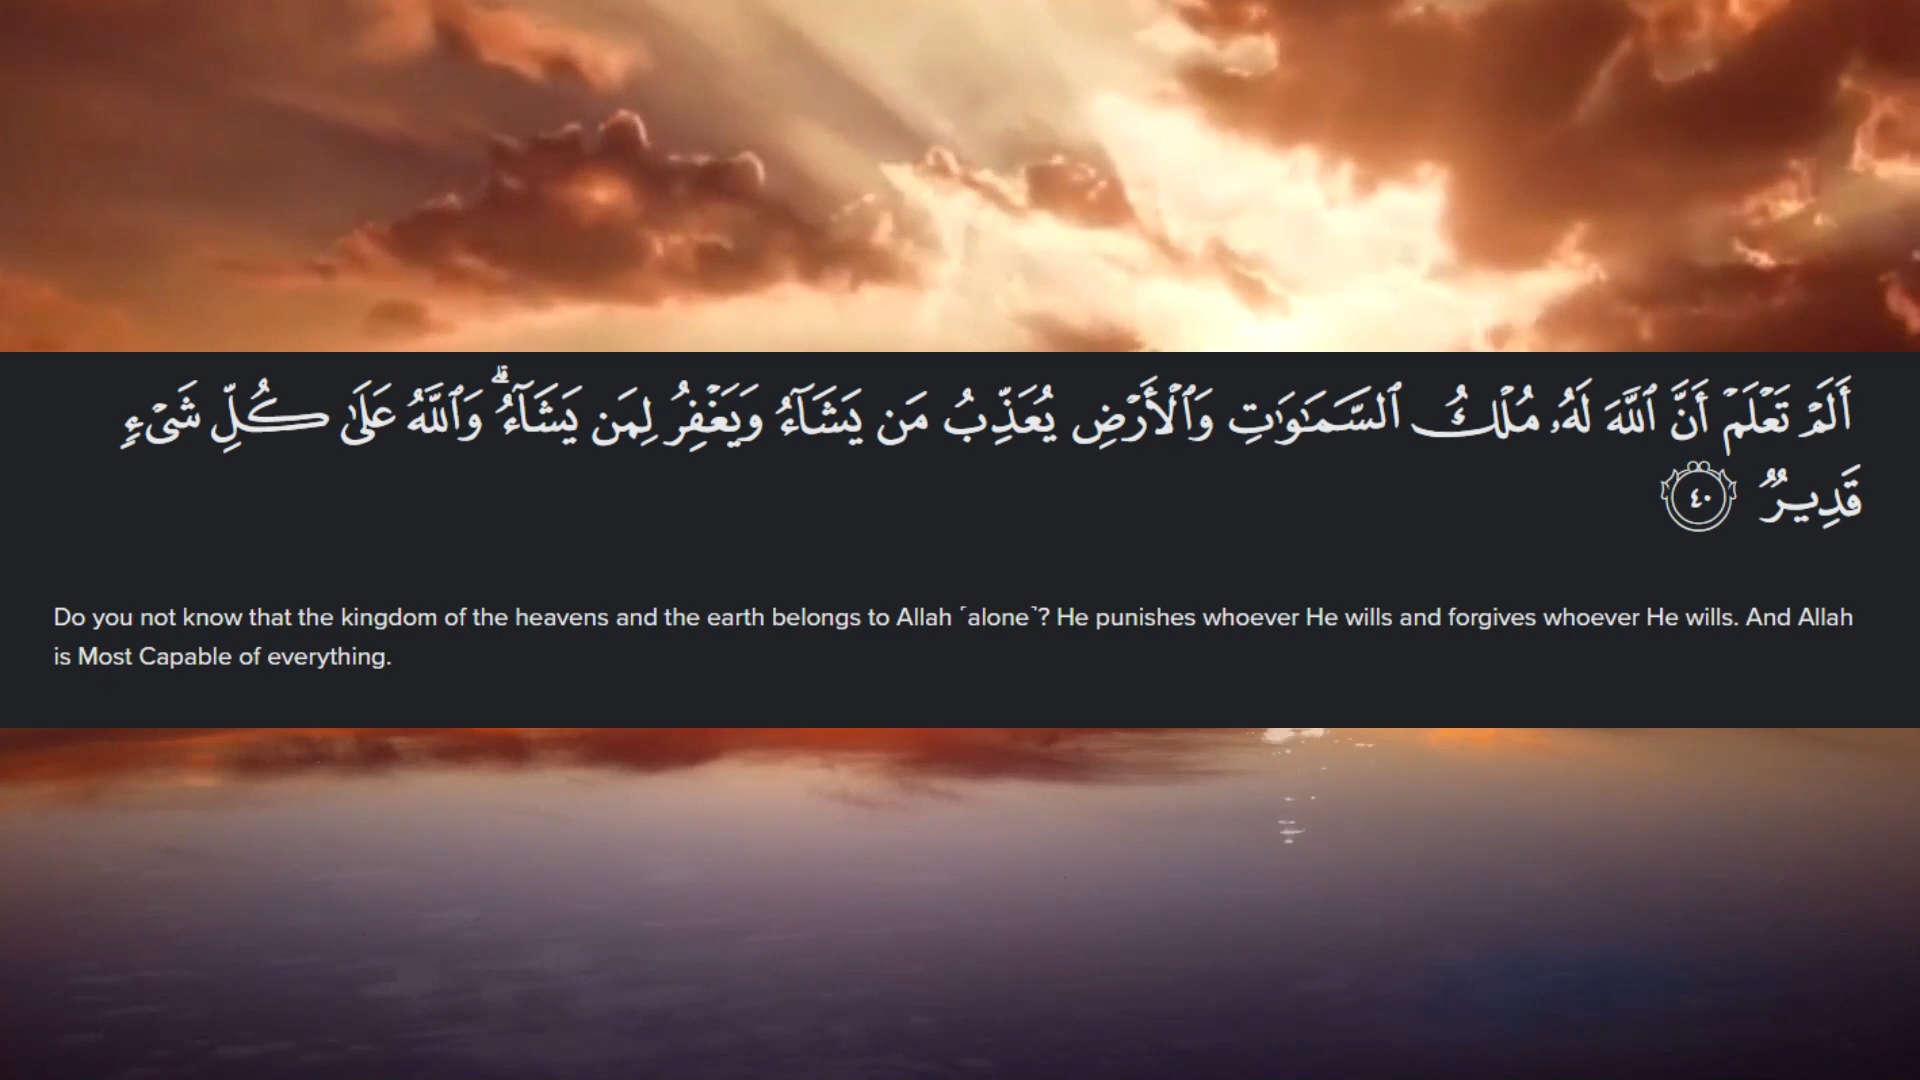 أَلَمْ تَعْلَمْ أَنَّ ٱللَّهَ لَهُۥ مُلْكُ ٱلسَّمَـٰوَٰتِ وَٱلْأَرْضِ يُعَذِّبُ مَن يَشَآءُ وَيَغْفِرُ لِمَن يَشَآءُ ۗ وَٱللَّهُ عَلَىٰ كُلِّ شَىْءٍ
قَدِيرٌ ٤٠
Do you not know that the kingdom of the heavens and the earth belongs to Allah ˹alone˺? He punishes whoever He wills and forgives whoever He wills. And Allah
is Most Capable of everything.